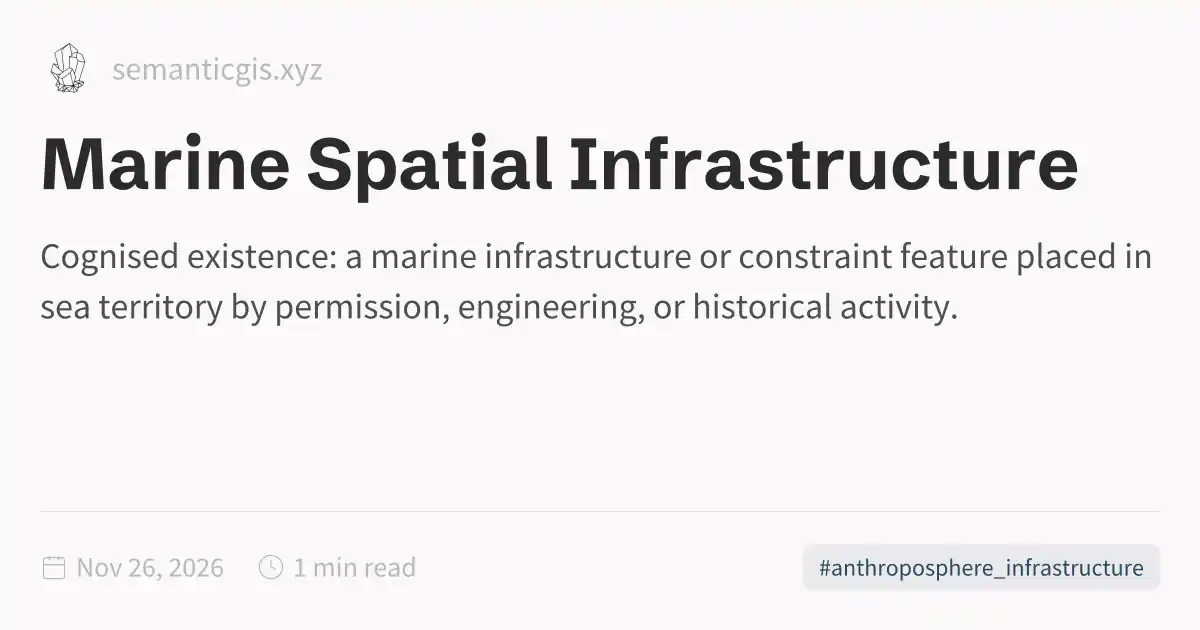 semanticgis.xyz
Marine Spatial Infrastructure
Cognised existence: a marine infrastructure or constraint feature placed in
sea territory by permission, engineering, or historical activity.
Nov 26, 2026
1 min read
#anthroposphere_infrastructure